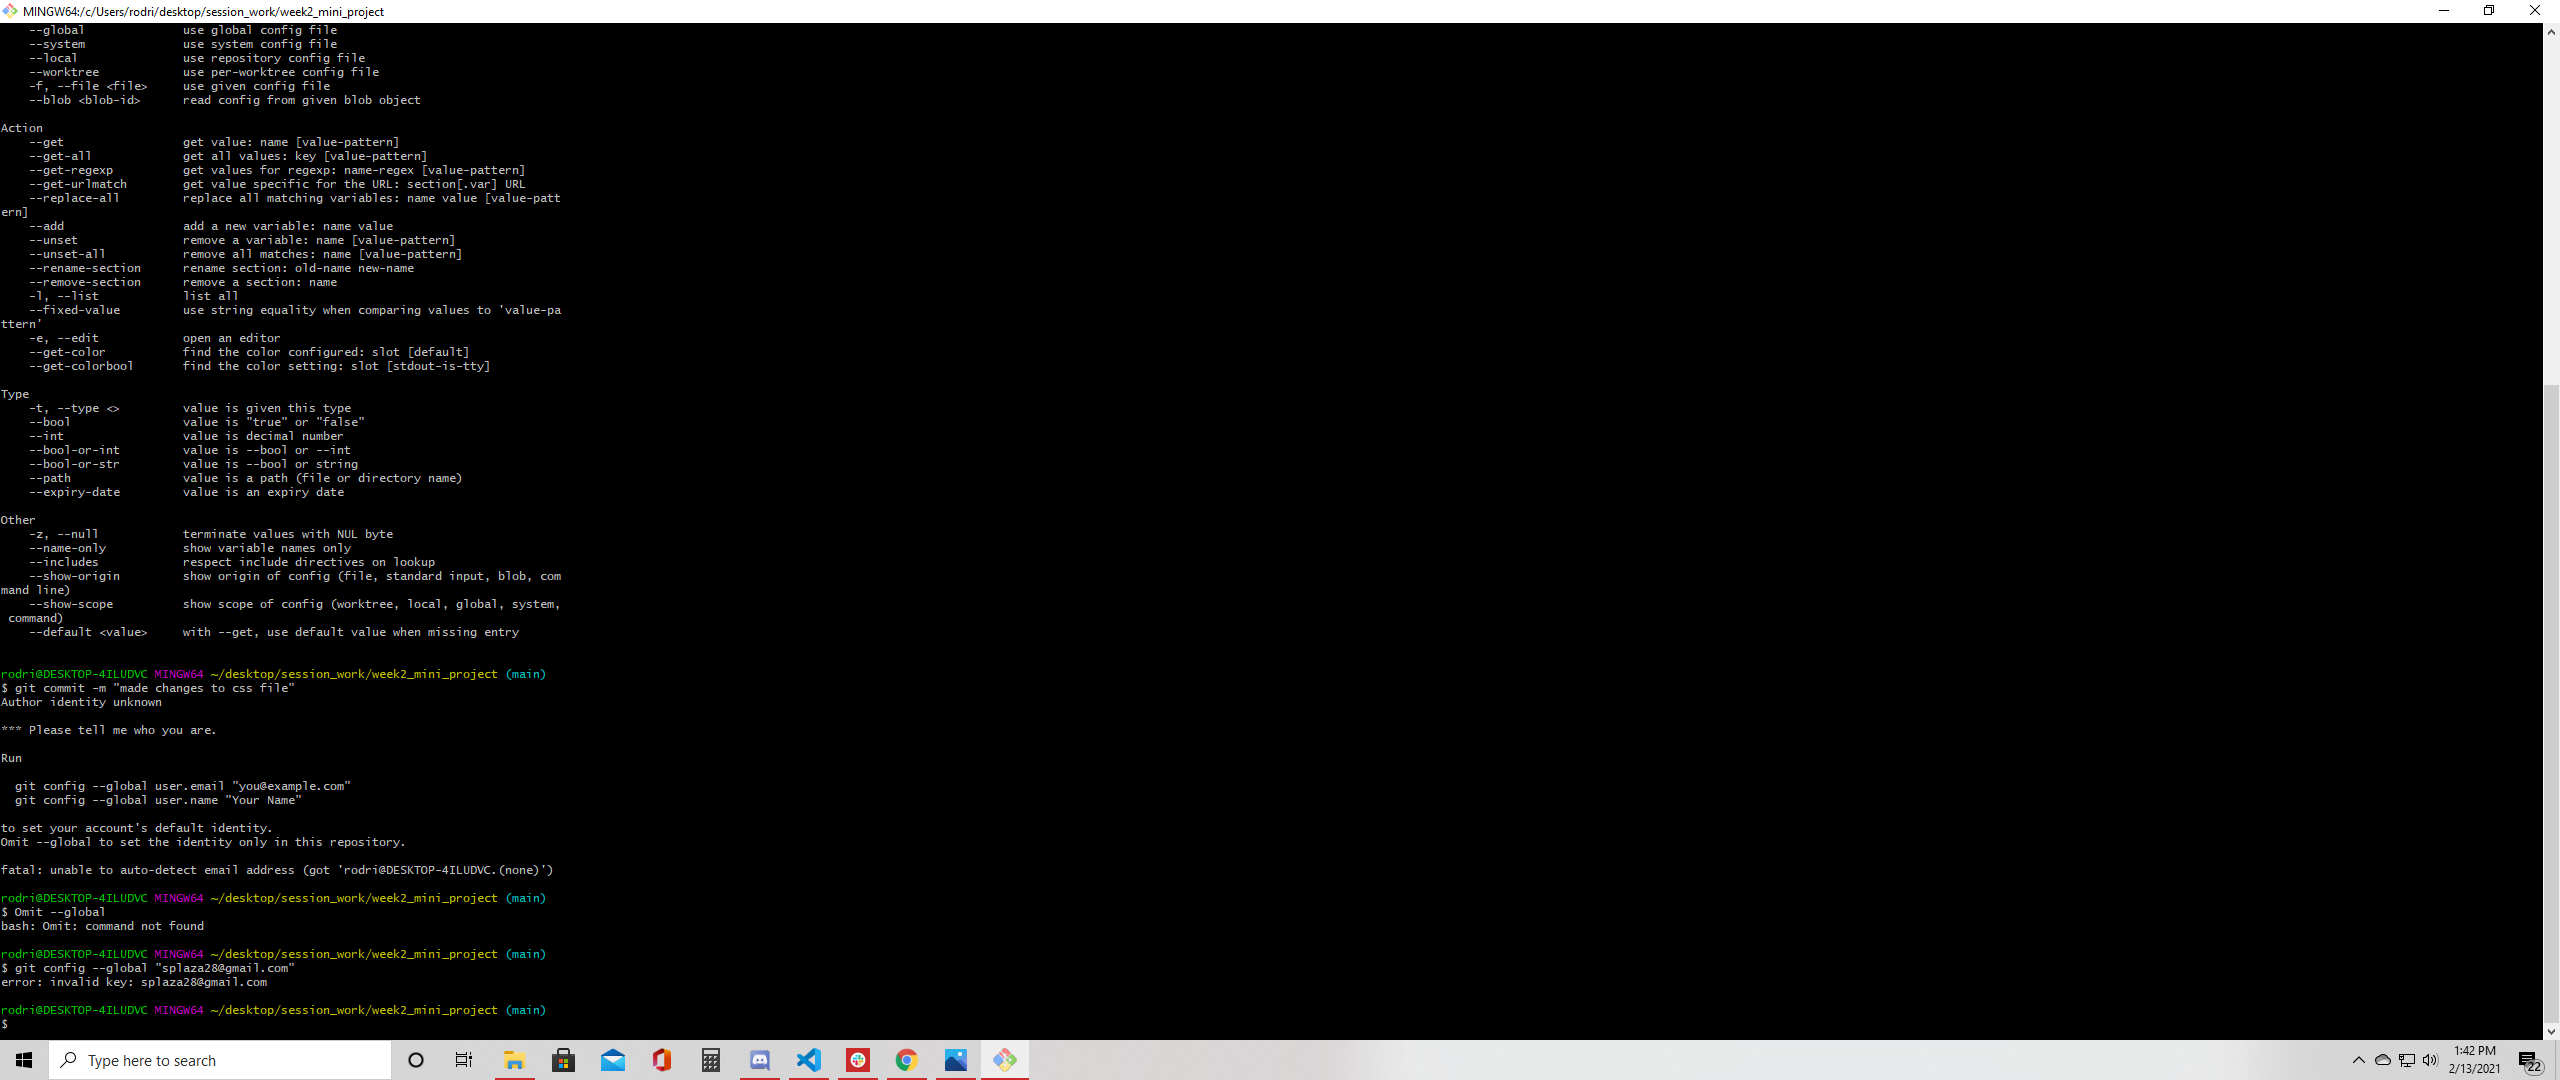 MINGW64:/c/Users/rodri/desktop/session_work/week2_mini_project
--global use global config file
--system use system config file
--local use repository config file
--worktree use per-worktree config file
-f, --file <file> use given config file
--blob <blob-id> read config from given blob object
Action
--get get value: name [value-pattern]
--get-all get all values: key [value-pattern]
--get-regexp get values for regexp: name-regex [value-pattern]
--get-urlmatch get value specific for the URL: section[.var] URL
--replace-all replace all matching variables: name value [value-patt
ern]
--add add a new variable: name value
--unset remove a variable: name [value-pattern]
--unset-all remove all matches: name [value-pattern]
--rename-section rename section: old-name new-name
--remove-section remove a section: name
-l, --list list all
--fixed-value use string equality when comparing values to 'value-pa
ttern'
-e, --edit open an editor
--get-color find the color configured: slot [default]
--get-colorbool find the color setting: slot [stdout-is-tty]
Type
-t, --type <> value is given this type
--bool value is "true" or "false"
--int value is decimal number
--bool-or-int value is --bool or --int
--bool-or-str value is --bool or string
--path value is a path (file or directory name)
--expiry-date value is an expiry date
Other
-z, --null terminate values with NUL byte
--name-only show variable names only
--includes respect include directives on lookup
--show-origin show origin of config (file, standard input, blob, com
mand line)
--show-scope show scope of config (worktree, local, global, system,
command)
--default <value> with --get, use default value when missing entry
rodri@DESKTOP-4ILUDVC MINGW64 ~/desktop/session_work/week2_mini_project (main)
$ git commit -m "made changes to css file"
Author identity unknown
*** Please tell me who you are.
Run
git config --global user.email "you@example.com"
git config --global user.name "Your Name"
to set your account's default identity.
Omit --global to set the identity only in this repository.
fatal: unable to auto-detect email address (got 'rodri@DESKTOP-4ILUDVC.(none)')
rodri@DESKTOP-4ILUDVC MINGW64 ~/desktop/session_work/week2_mini_project (main)
$ Omit --global
bash: Omit: command not found
rodri@DESKTOP-4ILUDVC MINGW64 ~/desktop/session_work/week2_mini_project (main)
$ git config --global "splaza28@gmail.com"
error: invalid key: splaza28@gmail.com
rodri@DESKTOP-4ILUDVC MINGW64 ~/desktop/session_work/week2_mini_project (main)
$
Type here to search
1:42 PM
2/13/2021
22